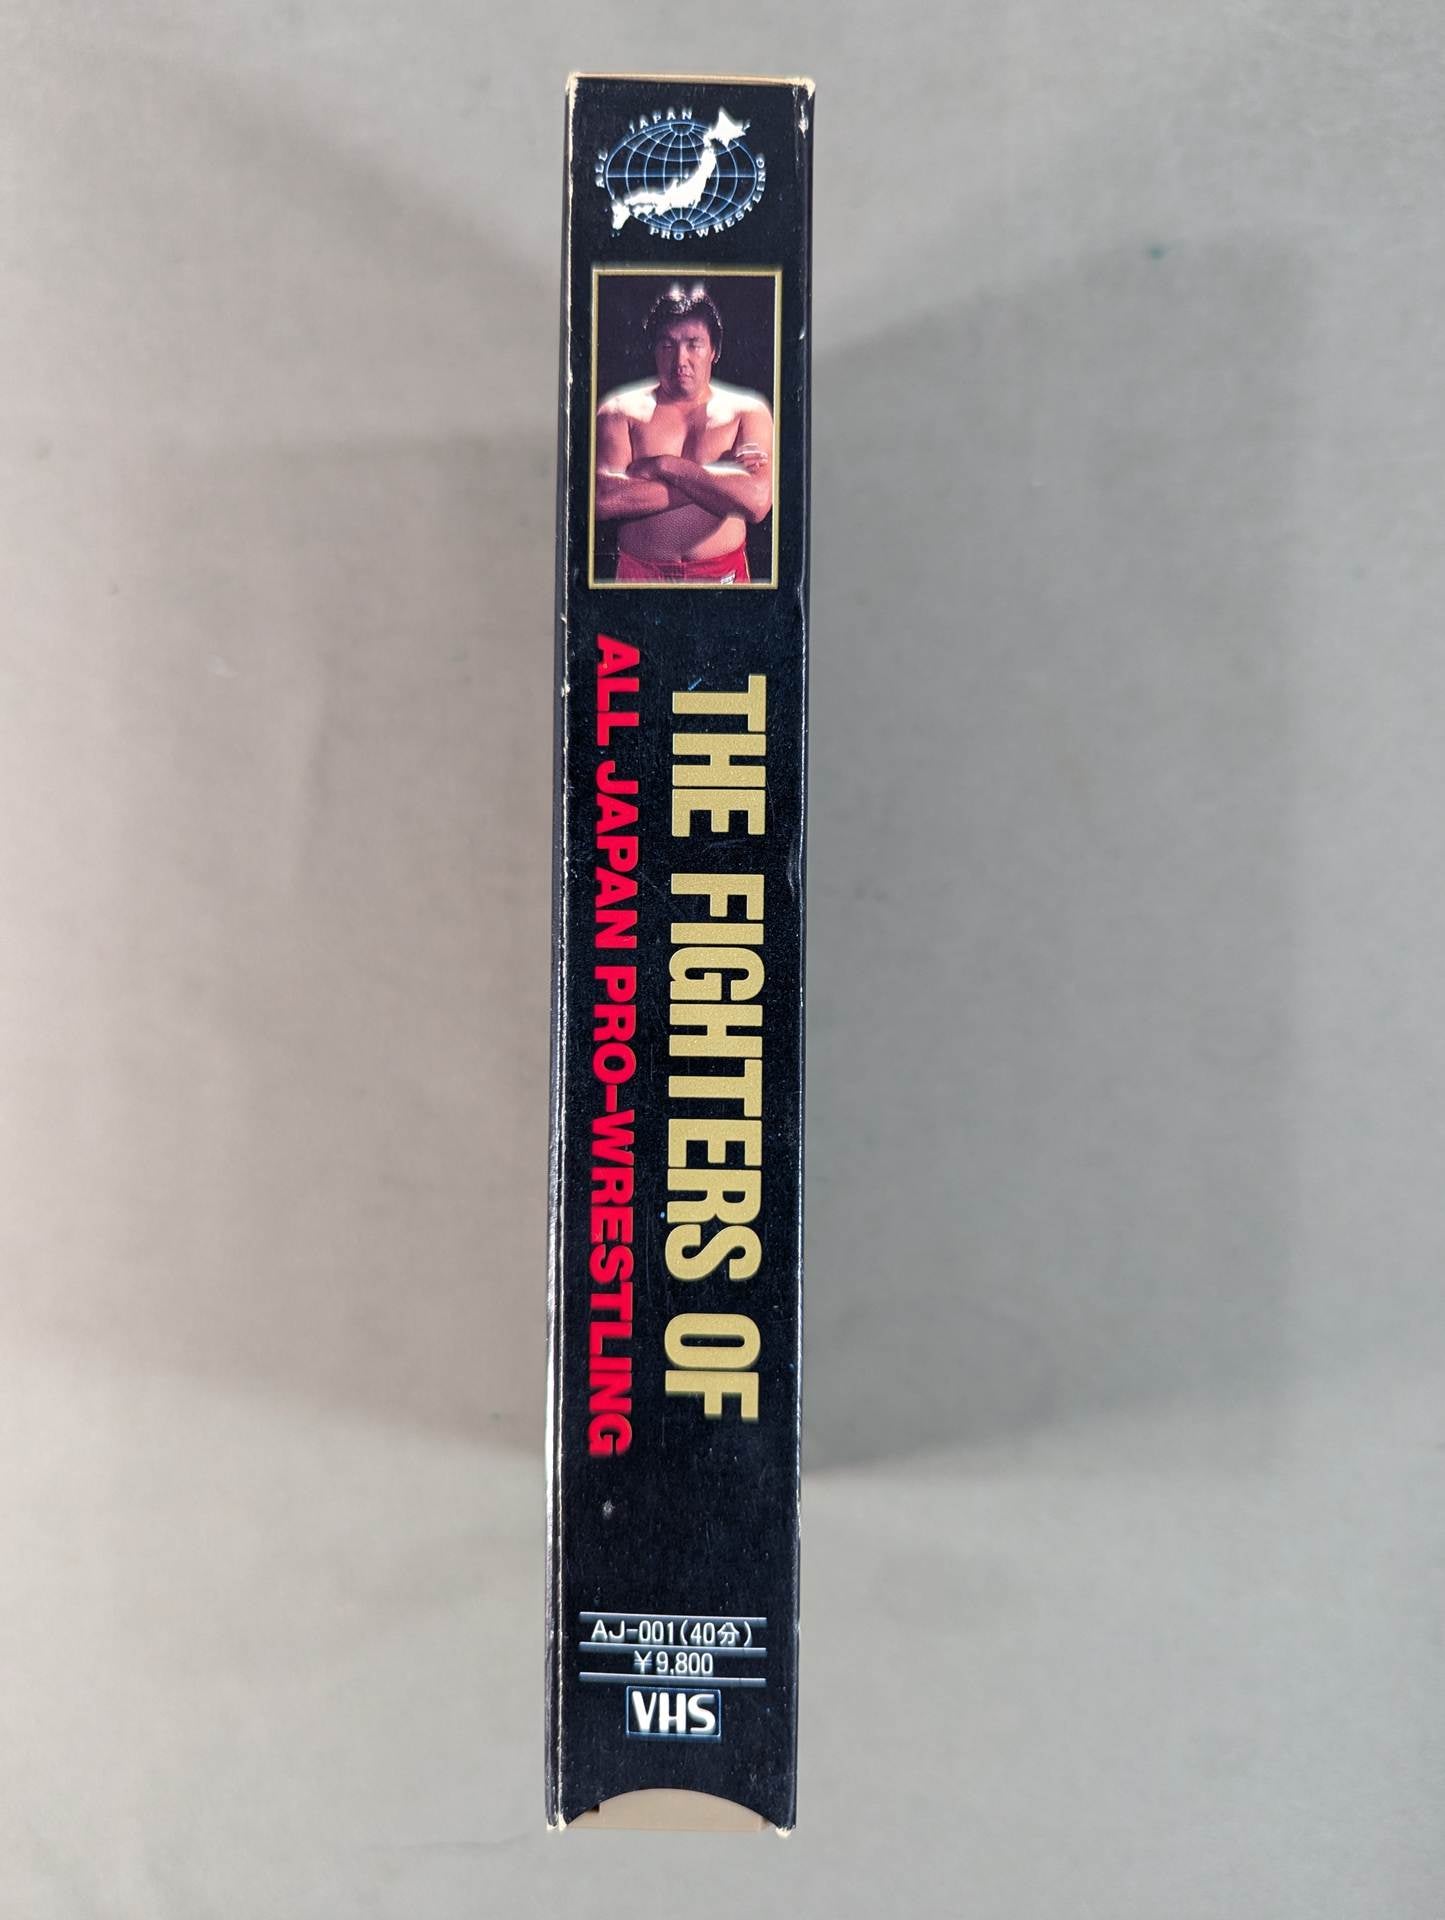 ALL JAPAN PRO.WRESTLING
THE FIGHTERS OF
ALL JAPAN PRO-WRESTLING
AJ-001(40分)
¥9,800
VHS